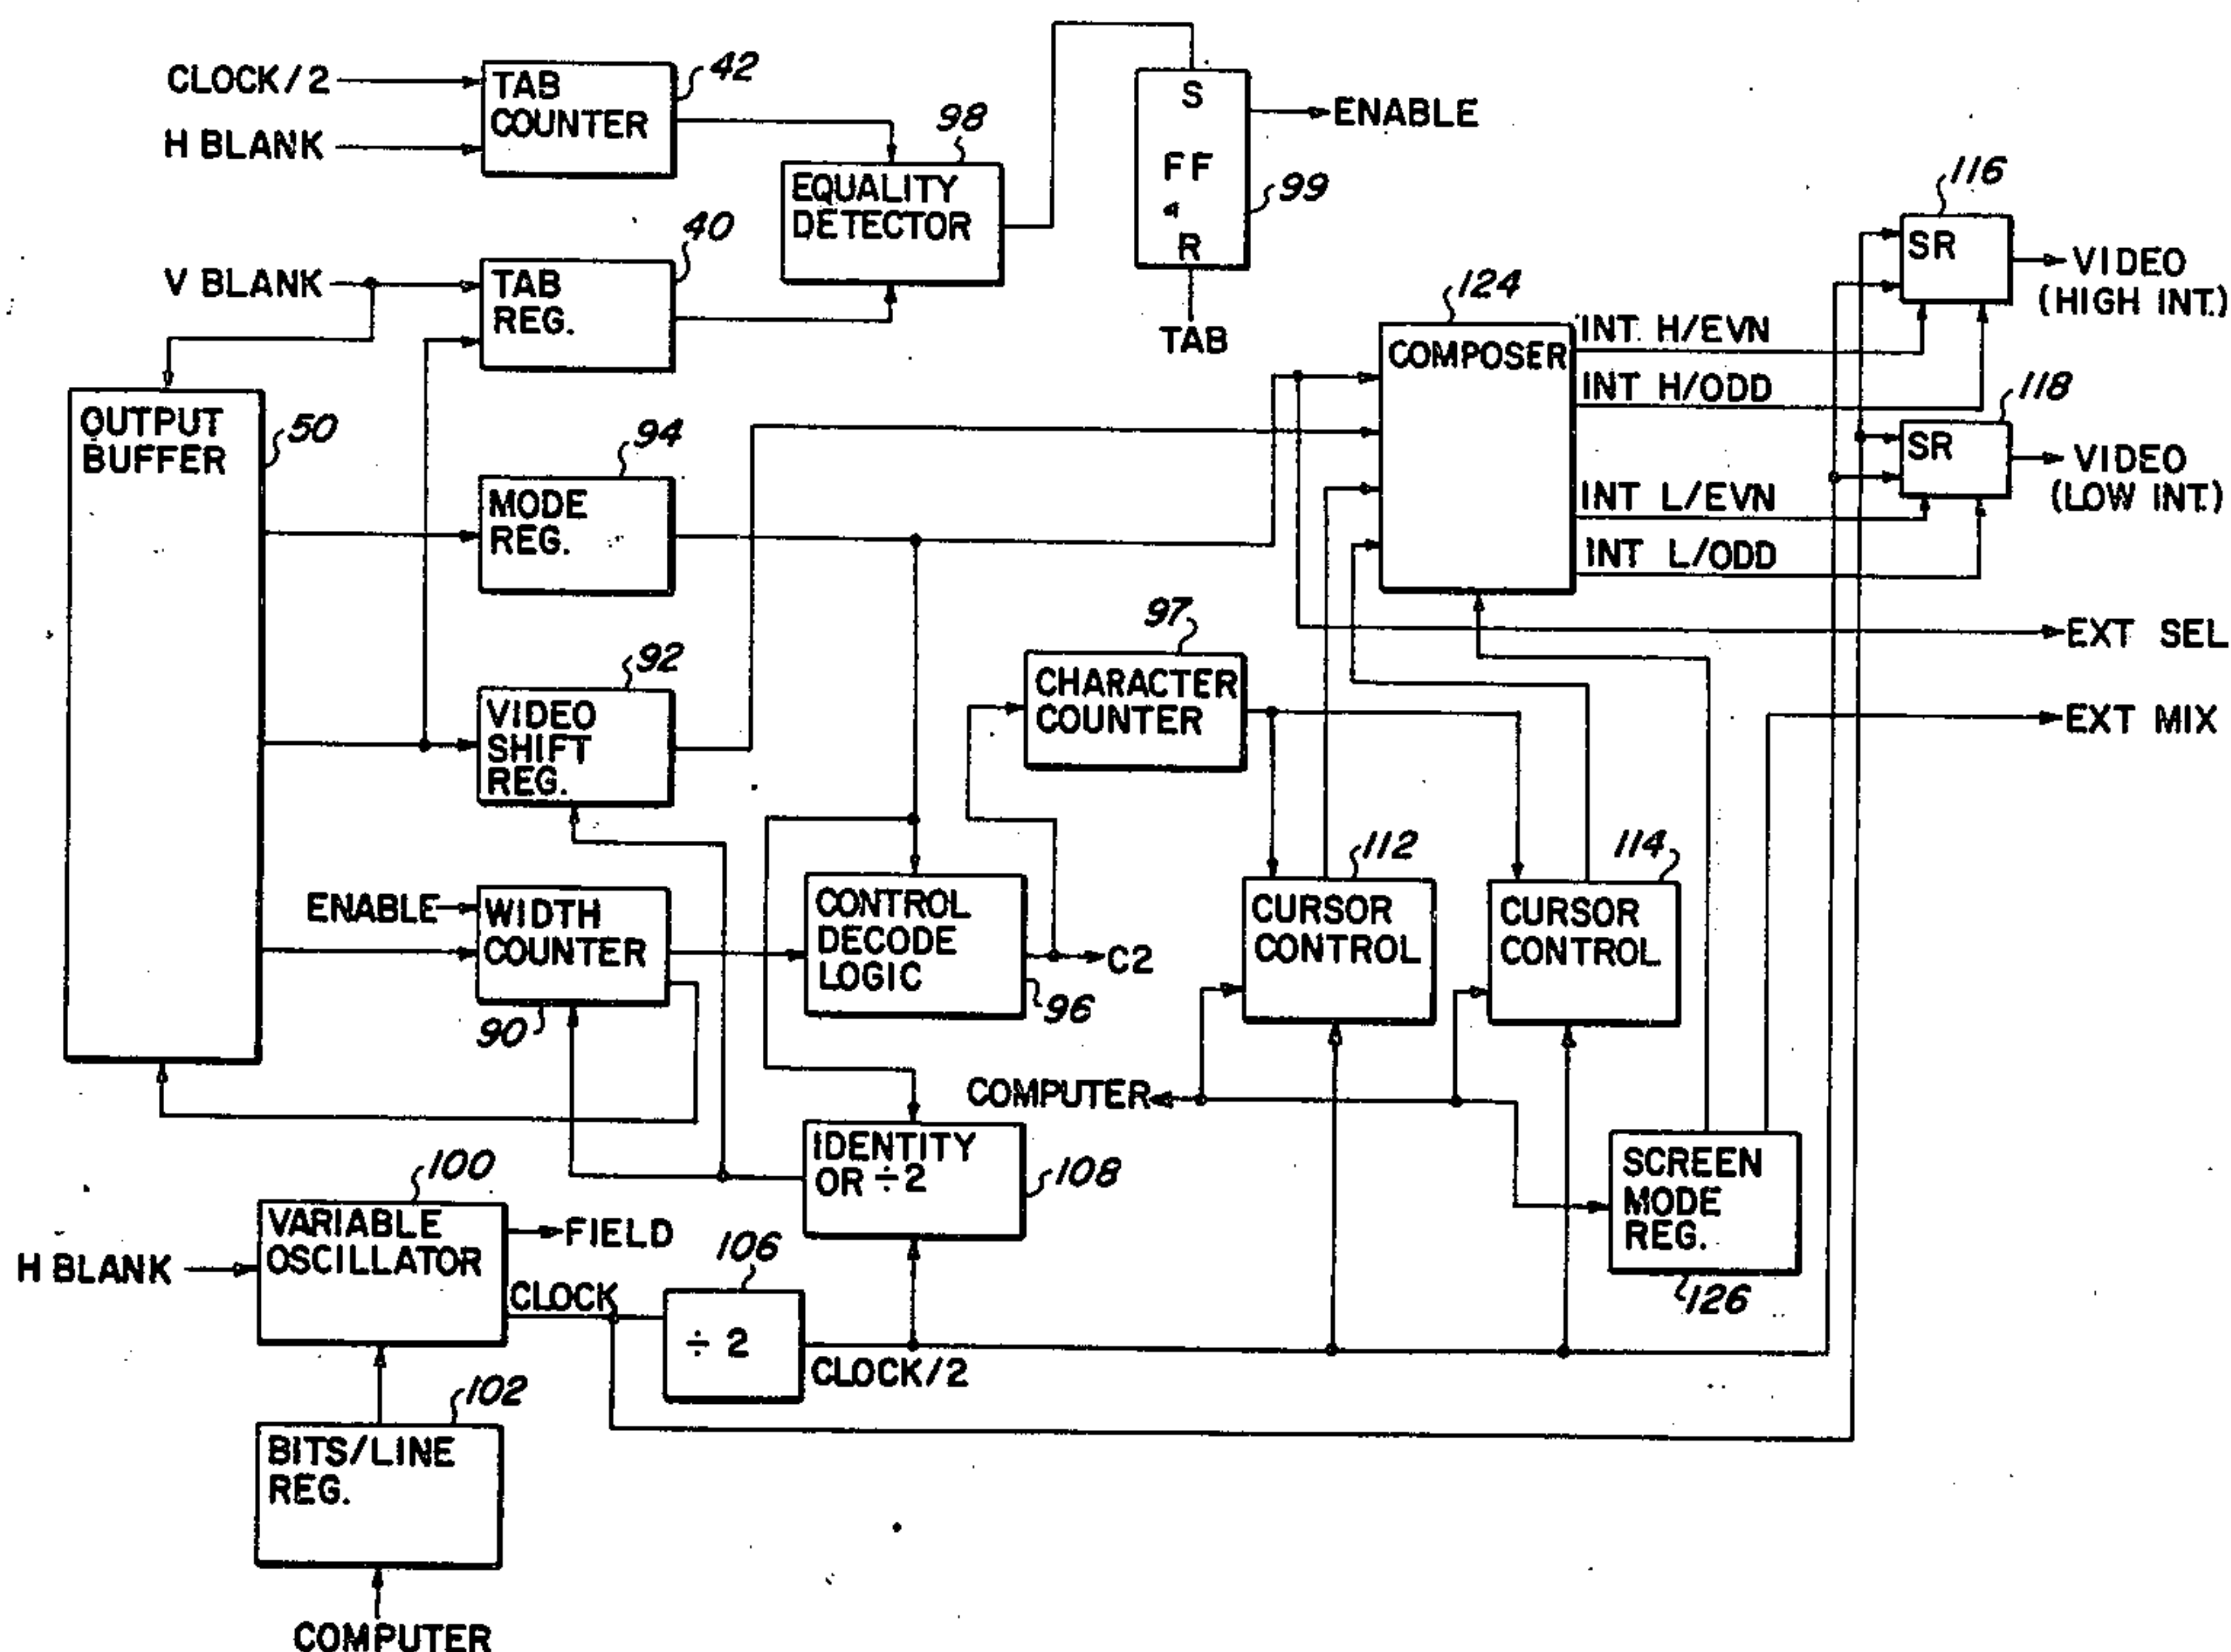 CLOCK/2
H BLANK
TAB
COUNTER
42
98
EQUALITY
DETECTOR
S
FF
R
99
ENABLE
TAB
V BLANK
TAB
REG.
40
116
SR
VIDEO
(HIGH INT.)
124
COMPOSER
INT H/EVN
INT H/ODD
INT L/EVN
INT L/ODD
118
SR
VIDEO
(LOW INT.)
OUTPUT
BUFFER
50
94
MODE
REG.
EXT SEL
EXT MIX
92
VIDEO
SHIFT
REG.
97
CHARACTER
COUNTER
ENABLE
WIDTH
COUNTER
90
CONTROL
DECODE
LOGIC
96
C2
112
CURSOR
CONTROL
114
CURSOR
CONTROL
COMPUTER
IDENTITY
OR ÷2
108
SCREEN
MODE
REG.
126
100
VARIABLE
OSCILLATOR
H BLANK
FIELD
CLOCK
106
÷ 2
CLOCK/2
102
BITS/LINE
REG.
COMPUTER